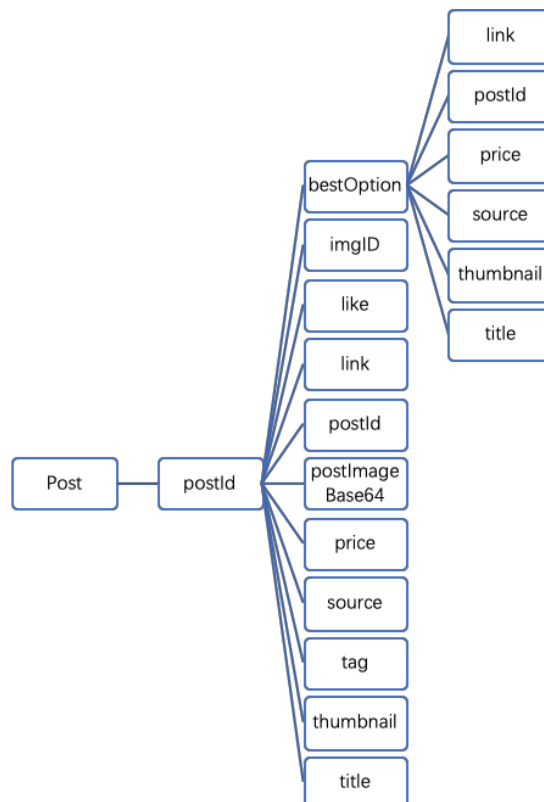 Post
postId
bestOption
imgID
like
link
postId
postImage
Base64
price
source
tag
thumbnail
title
link
postId
price
source
thumbnail
title